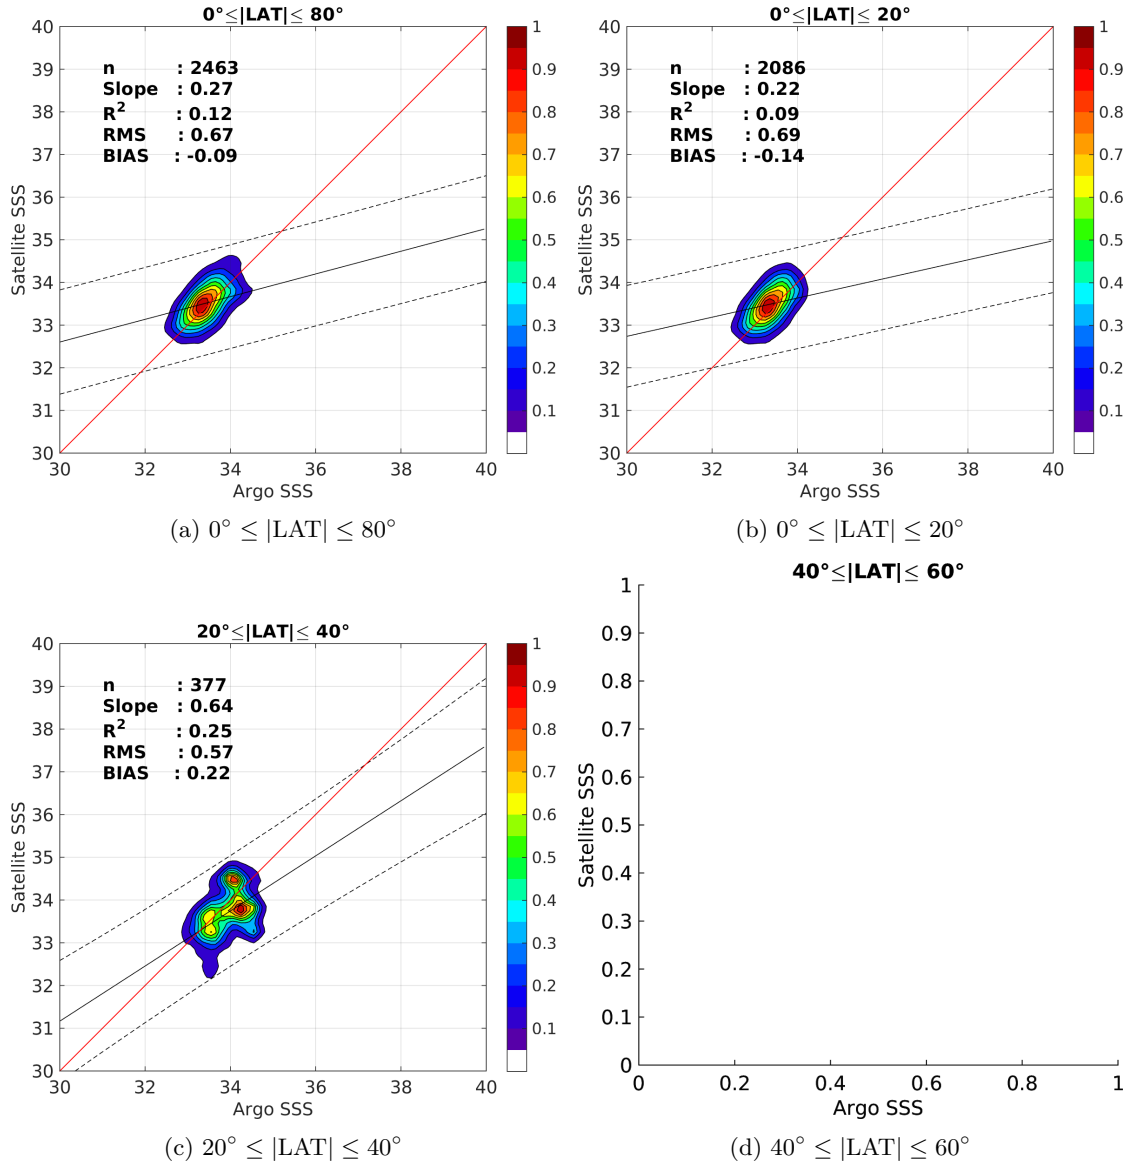 0°≤|LAT|≤ 80°
n : 2463
Slope : 0.27
R²  : 0.12
RMS : 0.67
BIAS : -0.09
Satellite SSS
40
39
38
37
36
35
34
33
32
31
30
30 32 34 36 38 40
Argo SSS
1
0.9
0.8
0.7
0.6
0.5
0.4
0.3
0.2
0.1
(a) 0° ≤ |LAT| ≤ 80°
0°≤|LAT|≤ 20°
n : 2086
Slope : 0.22
R² : 0.09
RMS : 0.69
BIAS : -0.14
Satellite SSS
40
39
38
37
36
35
34
33
32
31
30
30 32 34 36 38 40
Argo SSS
1
0.9
0.8
0.7
0.6
0.5
0.4
0.3
0.2
0.1
(b) 0° ≤ |LAT| ≤ 20°
20°≤|LAT|≤ 40°
n : 377
Slope : 0.64
R² : 0.25
RMS : 0.57
BIAS : 0.22
Satellite SSS
40
39
38
37
36
35
34
33
32
31
30
30 32 34 36 38 40
Argo SSS
1
0.9
0.8
0.7
0.6
0.5
0.4
0.3
0.2
0.1
(c) 20° ≤ |LAT| ≤ 40°
40°≤|LAT|≤ 60°
Satellite SSS
1
0.9
0.8
0.7
0.6
0.5
0.4
0.3
0.2
0.1
0
0 0.2 0.4 0.6 0.8 1
Argo SSS
(d) 40° ≤ |LAT| ≤ 60°